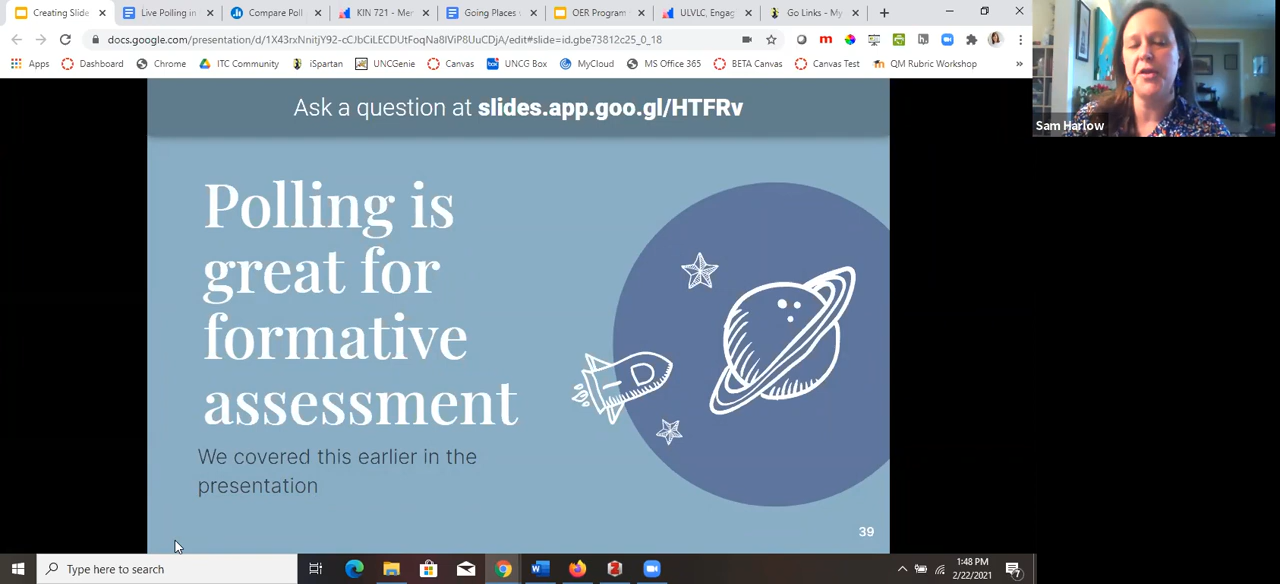 Creating Slide
Live Polling in
Compare Poll
KIN 721 - Mer
Going Places
OER Program
ULVLC, Engag
Go Links - My
docs.google.com/presentation/d/1X43rxNnitjY92-cCJbCiLECDUtFoqNa8IViP8UuCDjA/edit#slide=id.gbe73812c25_0_18
Apps
Dashboard
Chrome
ITC Community
iSpartan
UNCGenie
Canvas
UNCG Box
MyCloud
MS Office 365
BETA Canvas
Canvas Test
QM Rubric Workshop
Sam Harlow
Ask a question at slides.app.goo.gl/HTFRv
Polling is
great for
formative
assessment
We covered this earlier in the
presentation
39
Type here to search
1:48 PM
2/22/2021